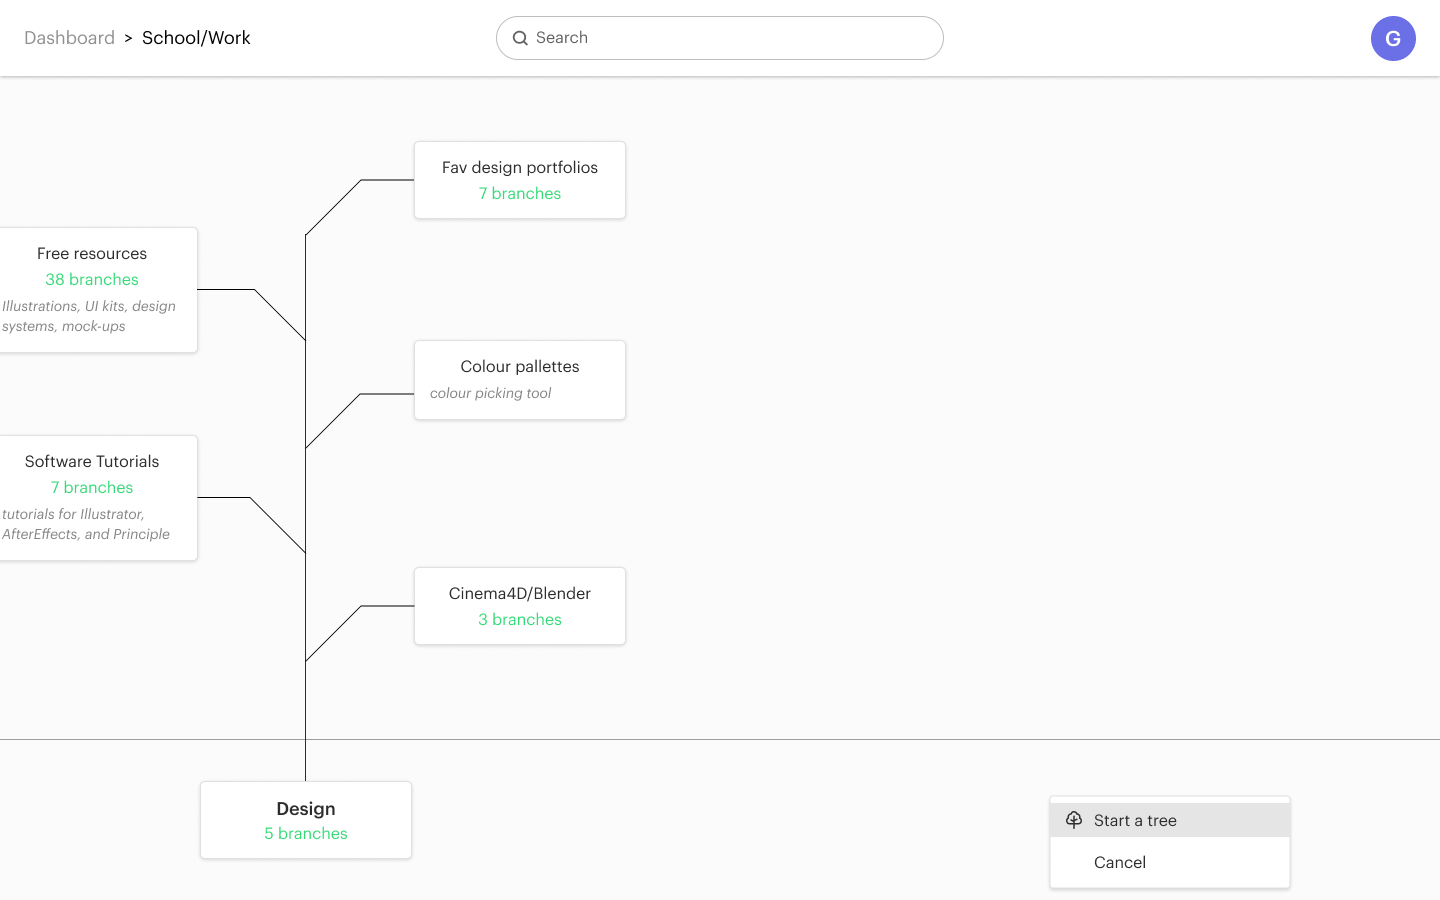 Dashboard > School/Work
Search
G
Fav design portfolios
7 branches
Free resources
38 branches
Illustrations, UI kits, design
systems, mock-ups
Colour pallettes
colour picking tool
Software Tutorials
7 branches
tutorials for Illustrator,
AfterEffects, and Principle
Cinema4D/Blender
3 branches
Design
5 branches
Start a tree
Cancel